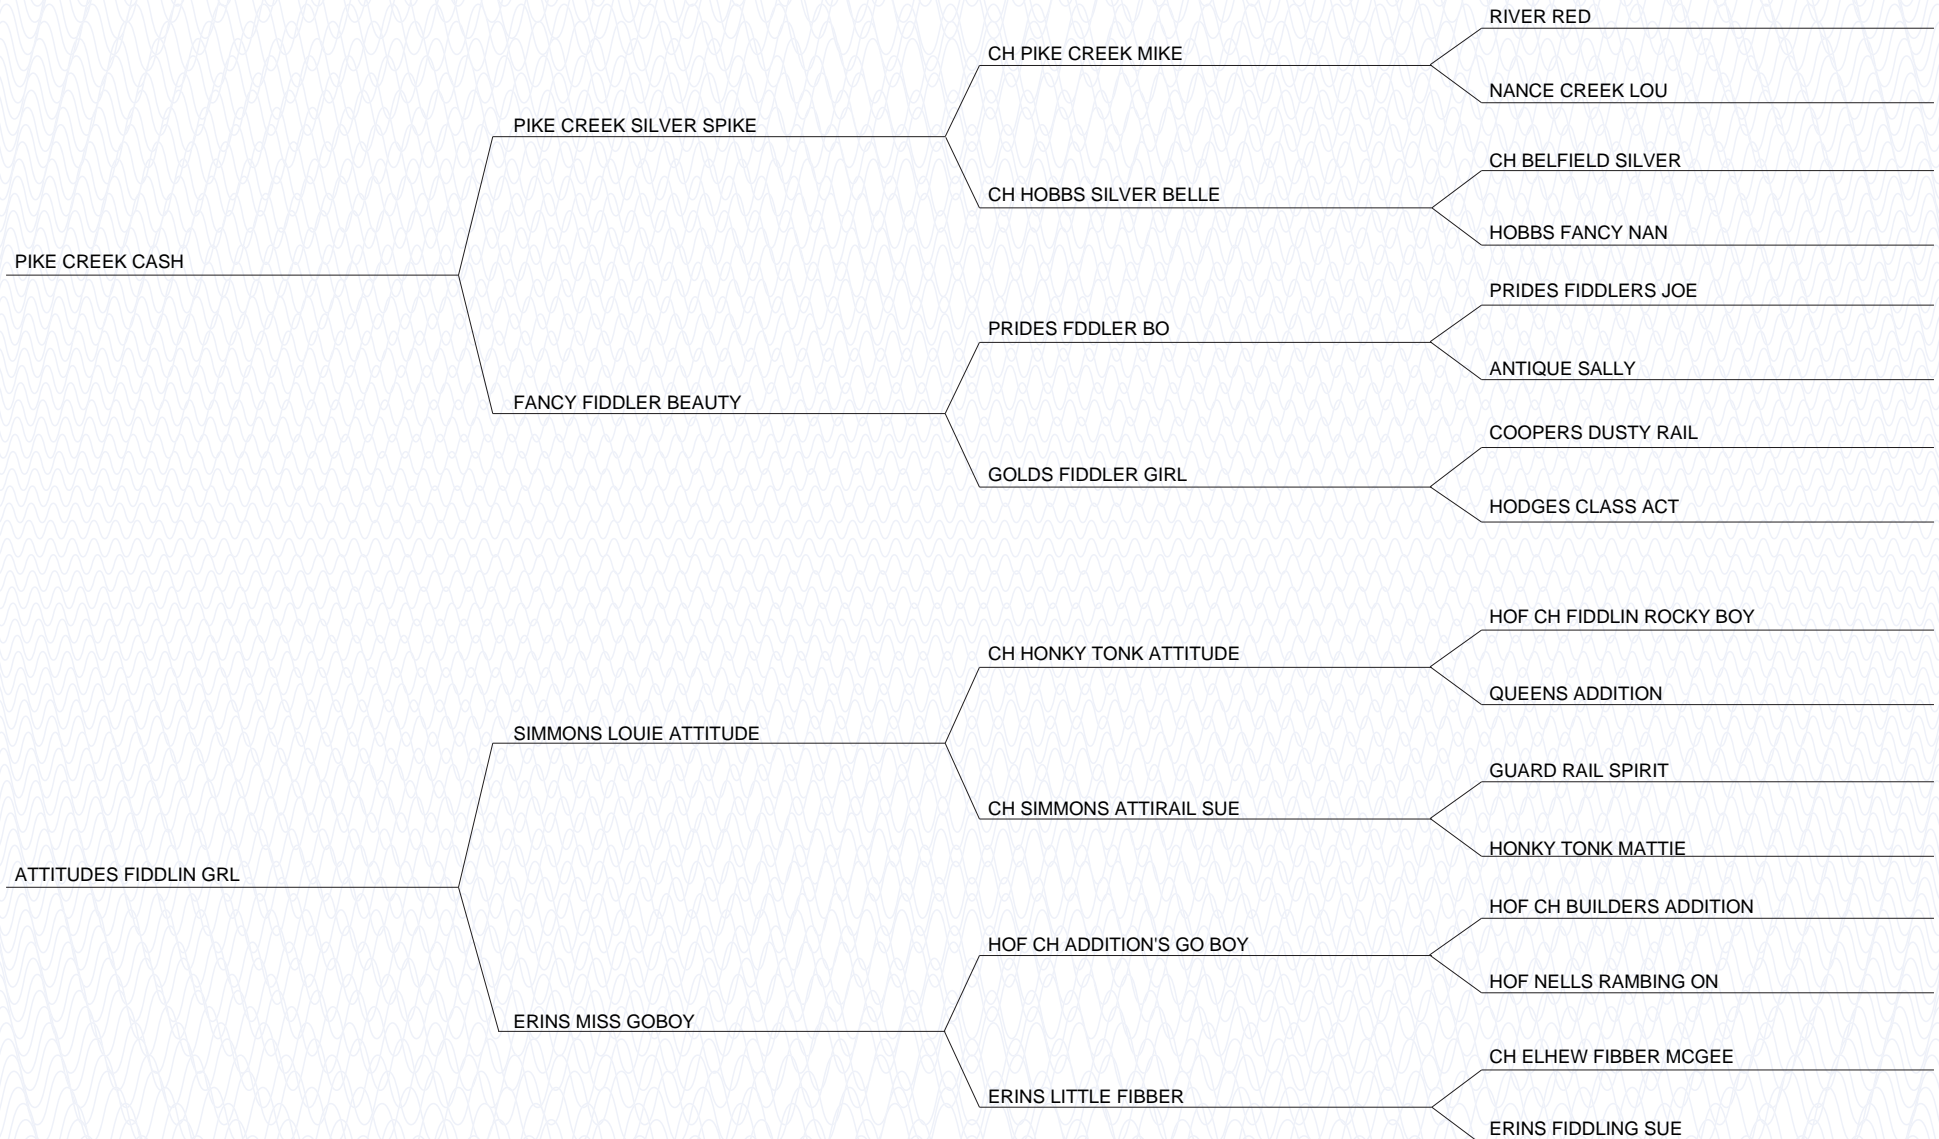 RIVER RED
CH PIKE CREEK MIKE
NANCE CREEK LOU
PIKE CREEK SILVER SPIKE
CH BELFIELD SILVER
CH HOBBS SILVER BELLE
HOBBS FANCY NAN
PIKE CREEK CASH
PRIDES FIDDLERS JOE
PRIDES FDDLER BO
ANTIQUE SALLY
FANCY FIDDLER BEAUTY
COOPERS DUSTY RAIL
GOLDS FIDDLER GIRL
HODGES CLASS ACT
HOF CH FIDDLIN ROCKY BOY
CH HONKY TONK ATTITUDE
QUEENS ADDITION
SIMMONS LOUIE ATTITUDE
GUARD RAIL SPIRIT
CH SIMMONS ATTIRAIL SUE
HONKY TONK MATTIE
ATTITUDES FIDDLIN GRL
HOF CH BUILDERS ADDITION
HOF CH ADDITION'S GO BOY
HOF NELLS RAMBING ON
ERINS MISS GOBOY
CH ELHEW FIBBER MCGEE
ERINS LITTLE FIBBER
ERINS FIDDLING SUE